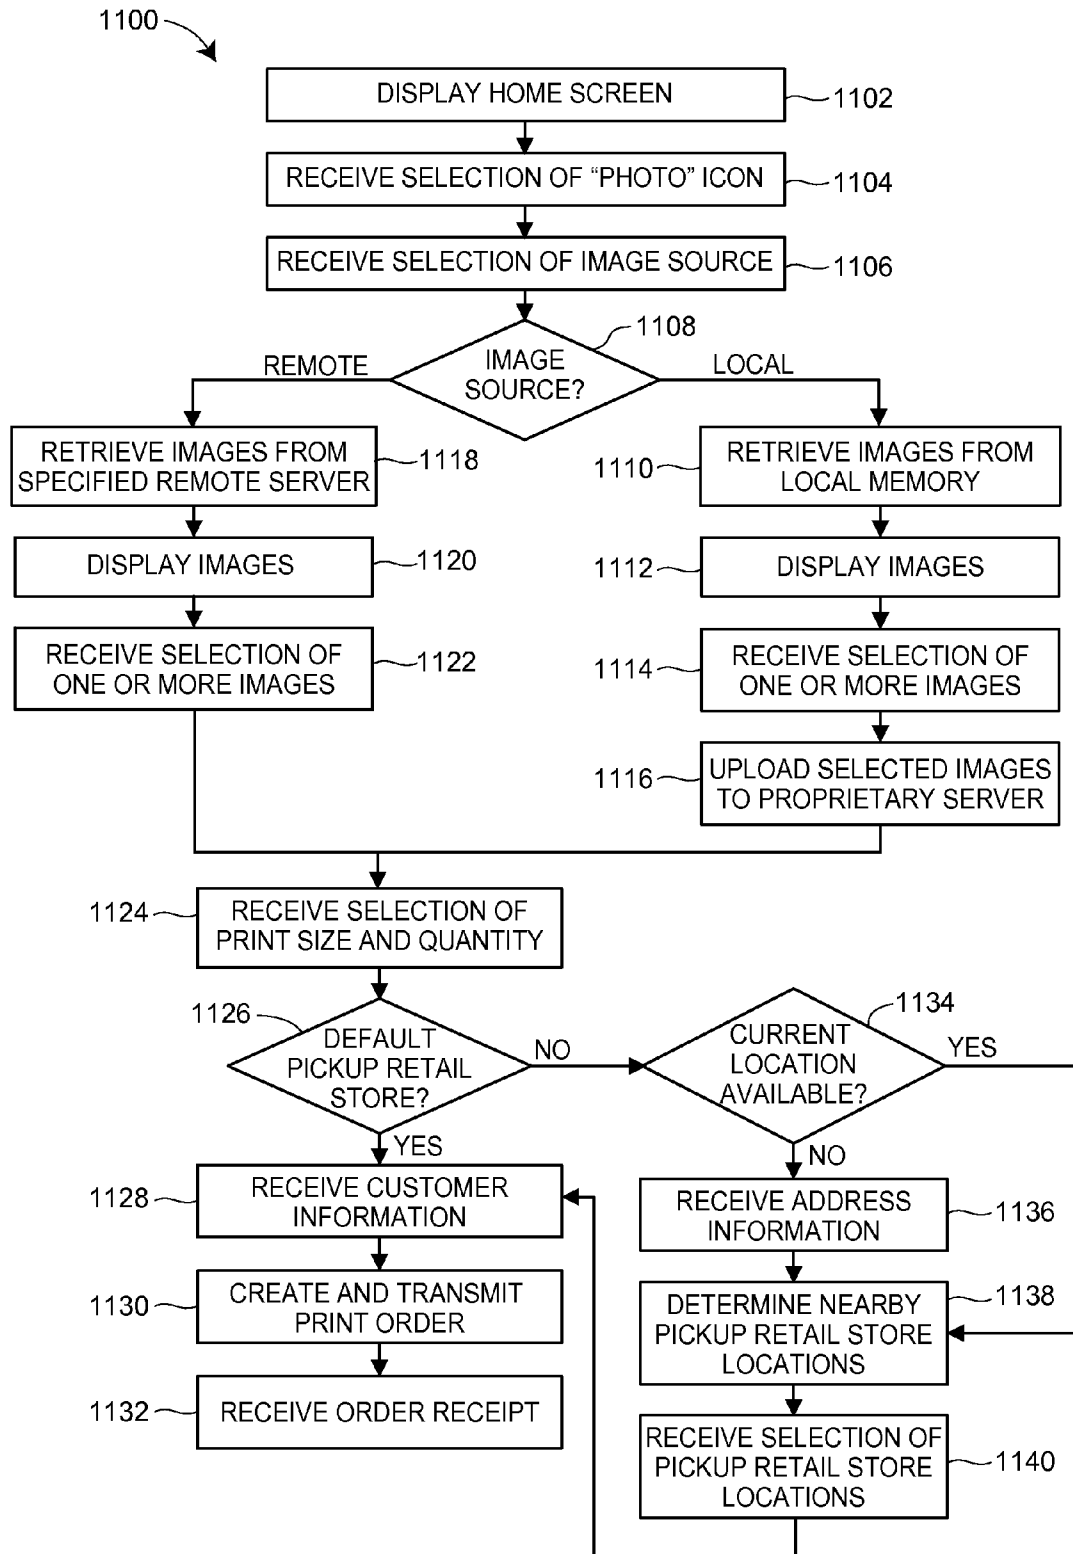 1100
DISPLAY HOME SCREEN
1102
RECEIVE SELECTION OF “PHOTO” ICON
1104
RECEIVE SELECTION OF IMAGE SOURCE
1106
1108
IMAGE
SOURCE?
REMOTE
LOCAL
RETRIEVE IMAGES FROM
SPECIFIED REMOTE SERVER
1118
DISPLAY IMAGES
1120
RECEIVE SELECTION OF
ONE OR MORE IMAGES
1122
1110
RETRIEVE IMAGES FROM
LOCAL MEMORY
1112
DISPLAY IMAGES
1114
RECEIVE SELECTION OF
ONE OR MORE IMAGES
1116
UPLOAD SELECTED IMAGES
TO PROPRIETARY SERVER
1124
RECEIVE SELECTION OF
PRINT SIZE AND QUANTITY
1126
DEFAULT
PICKUP RETAIL
STORE?
NO
YES
1128
RECEIVE CUSTOMER
INFORMATION
1130
CREATE AND TRANSMIT
PRINT ORDER
1132
RECEIVE ORDER RECEIPT
1134
CURRENT
LOCATION
AVAILABLE?
YES
NO
RECEIVE ADDRESS
INFORMATION
1136
DETERMINE NEARBY
PICKUP RETAIL STORE
LOCATIONS
1138
RECEIVE SELECTION OF
PICKUP RETAIL STORE
LOCATIONS
1140